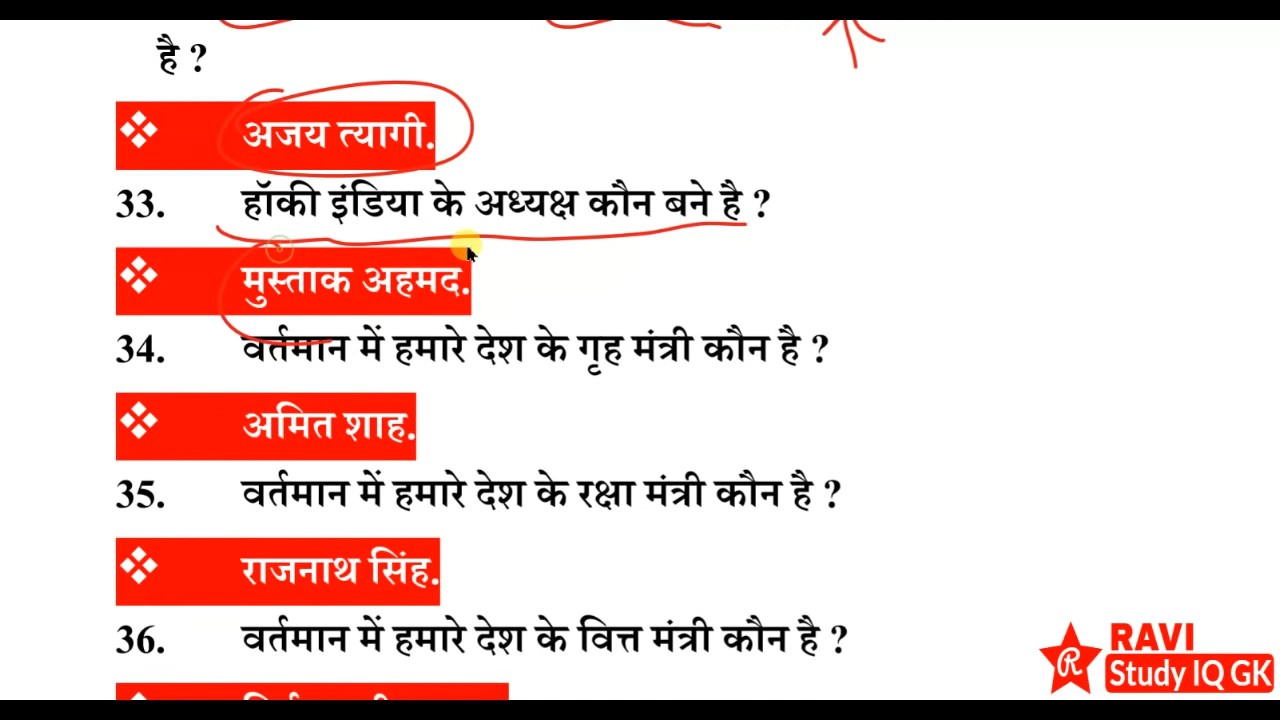 है ?
❖ अजय त्यागी.
33. हॉकी इंडिया के अध्यक्ष कौन बने है ?
❖ मुस्ताक अहमद.
34. वर्तमान में हमारे देश के गृह मंत्री कौन है ?
❖ अमित शाह.
35. वर्तमान में हमारे देश के रक्षा मंत्री कौन है ?
❖ राजनाथ सिंह.
36. वर्तमान में हमारे देश के वित्त मंत्री कौन है ?
R RAVI
Study IQ GK